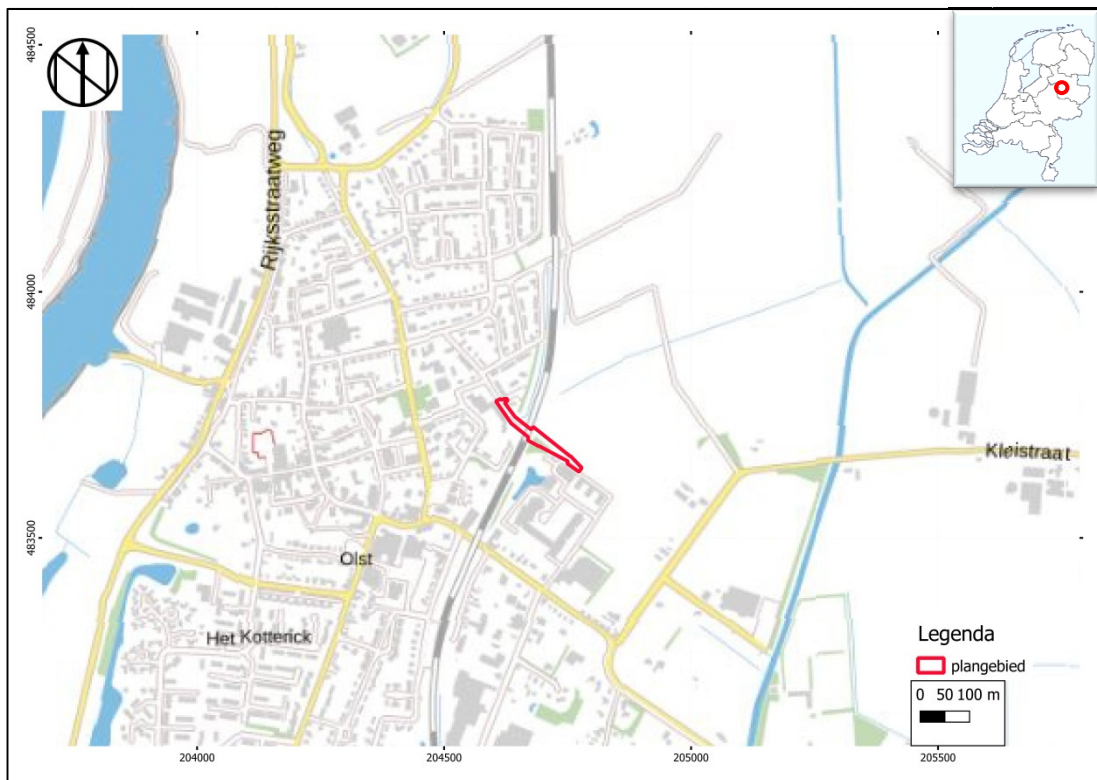 484500
Rijksstraatweg
484000
Kleistraat
483500
Olst
Het Kotterick
Legenda
plangebied
0 50 100 m
204000
204500
205000
205500